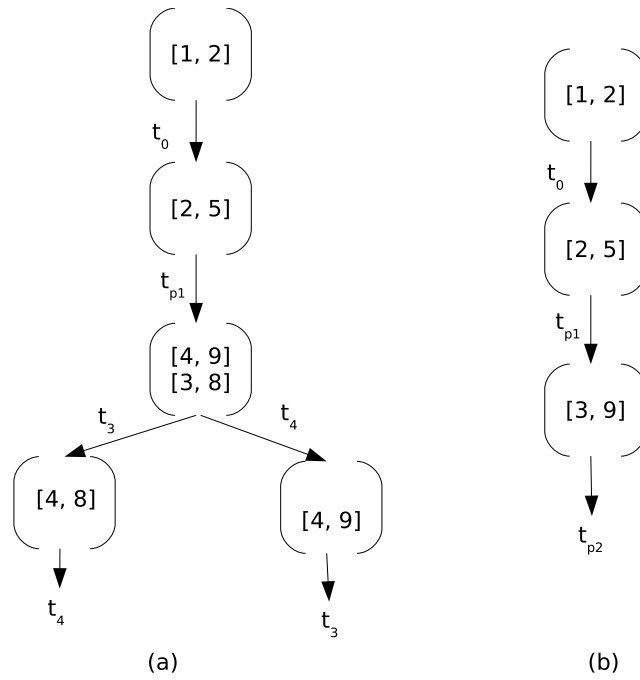 [1, 2]
t0
[2, 5]
tp1
[4, 9]
[3, 8]
t3
t4
[4, 8]
[4, 9]
t4
t3
(a)
[1, 2]
t0
[2, 5]
tp1
[3, 9]
tp2
(b)